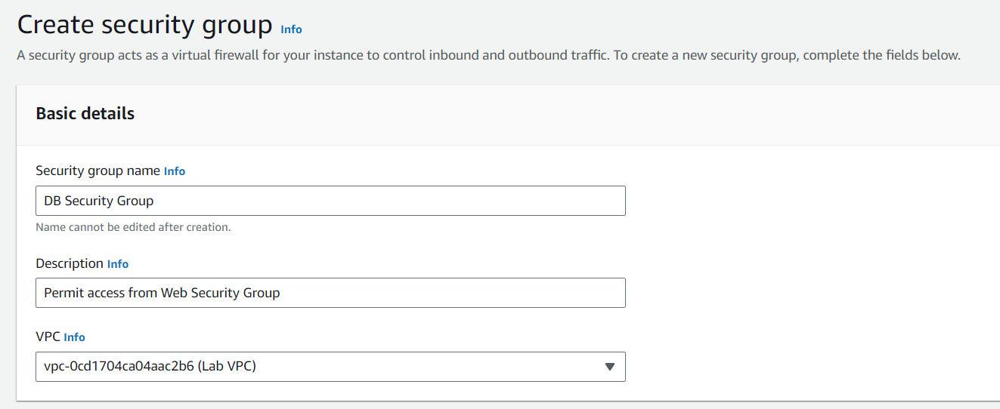 Create security group Info
A security group acts as a virtual firewall for your instance to control inbound and outbound traffic. To create a new security group, complete the fields below.
Basic details
Security group name Info
DB Security Group
Name cannot be edited after creation.
Description Info
Permit access from Web Security Group
VPC Info
vpc-0cd1704ca04aac2b6 (Lab VPC)